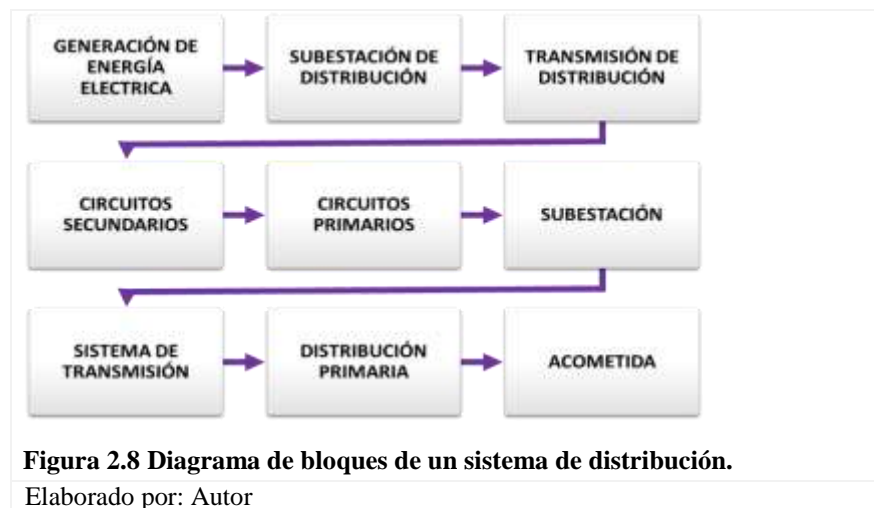 GENERACIÓN DE
ENERGÍA
ELECTRICA
SUBESTACIÓN DE
DISTRIBUCIÓN
TRANSMISIÓN DE
DISTRIBUCIÓN
CIRCUITOS
SECUNDARIOS
CIRCUITOS
PRIMARIOS
SUBESTACIÓN
SISTEMA DE
TRANSMISIÓN
DISTRIBUCIÓN
PRIMARIA
ACOMETIDA
Figura 2.8 Diagrama de bloques de un sistema de distribución.
Elaborado por: Autor